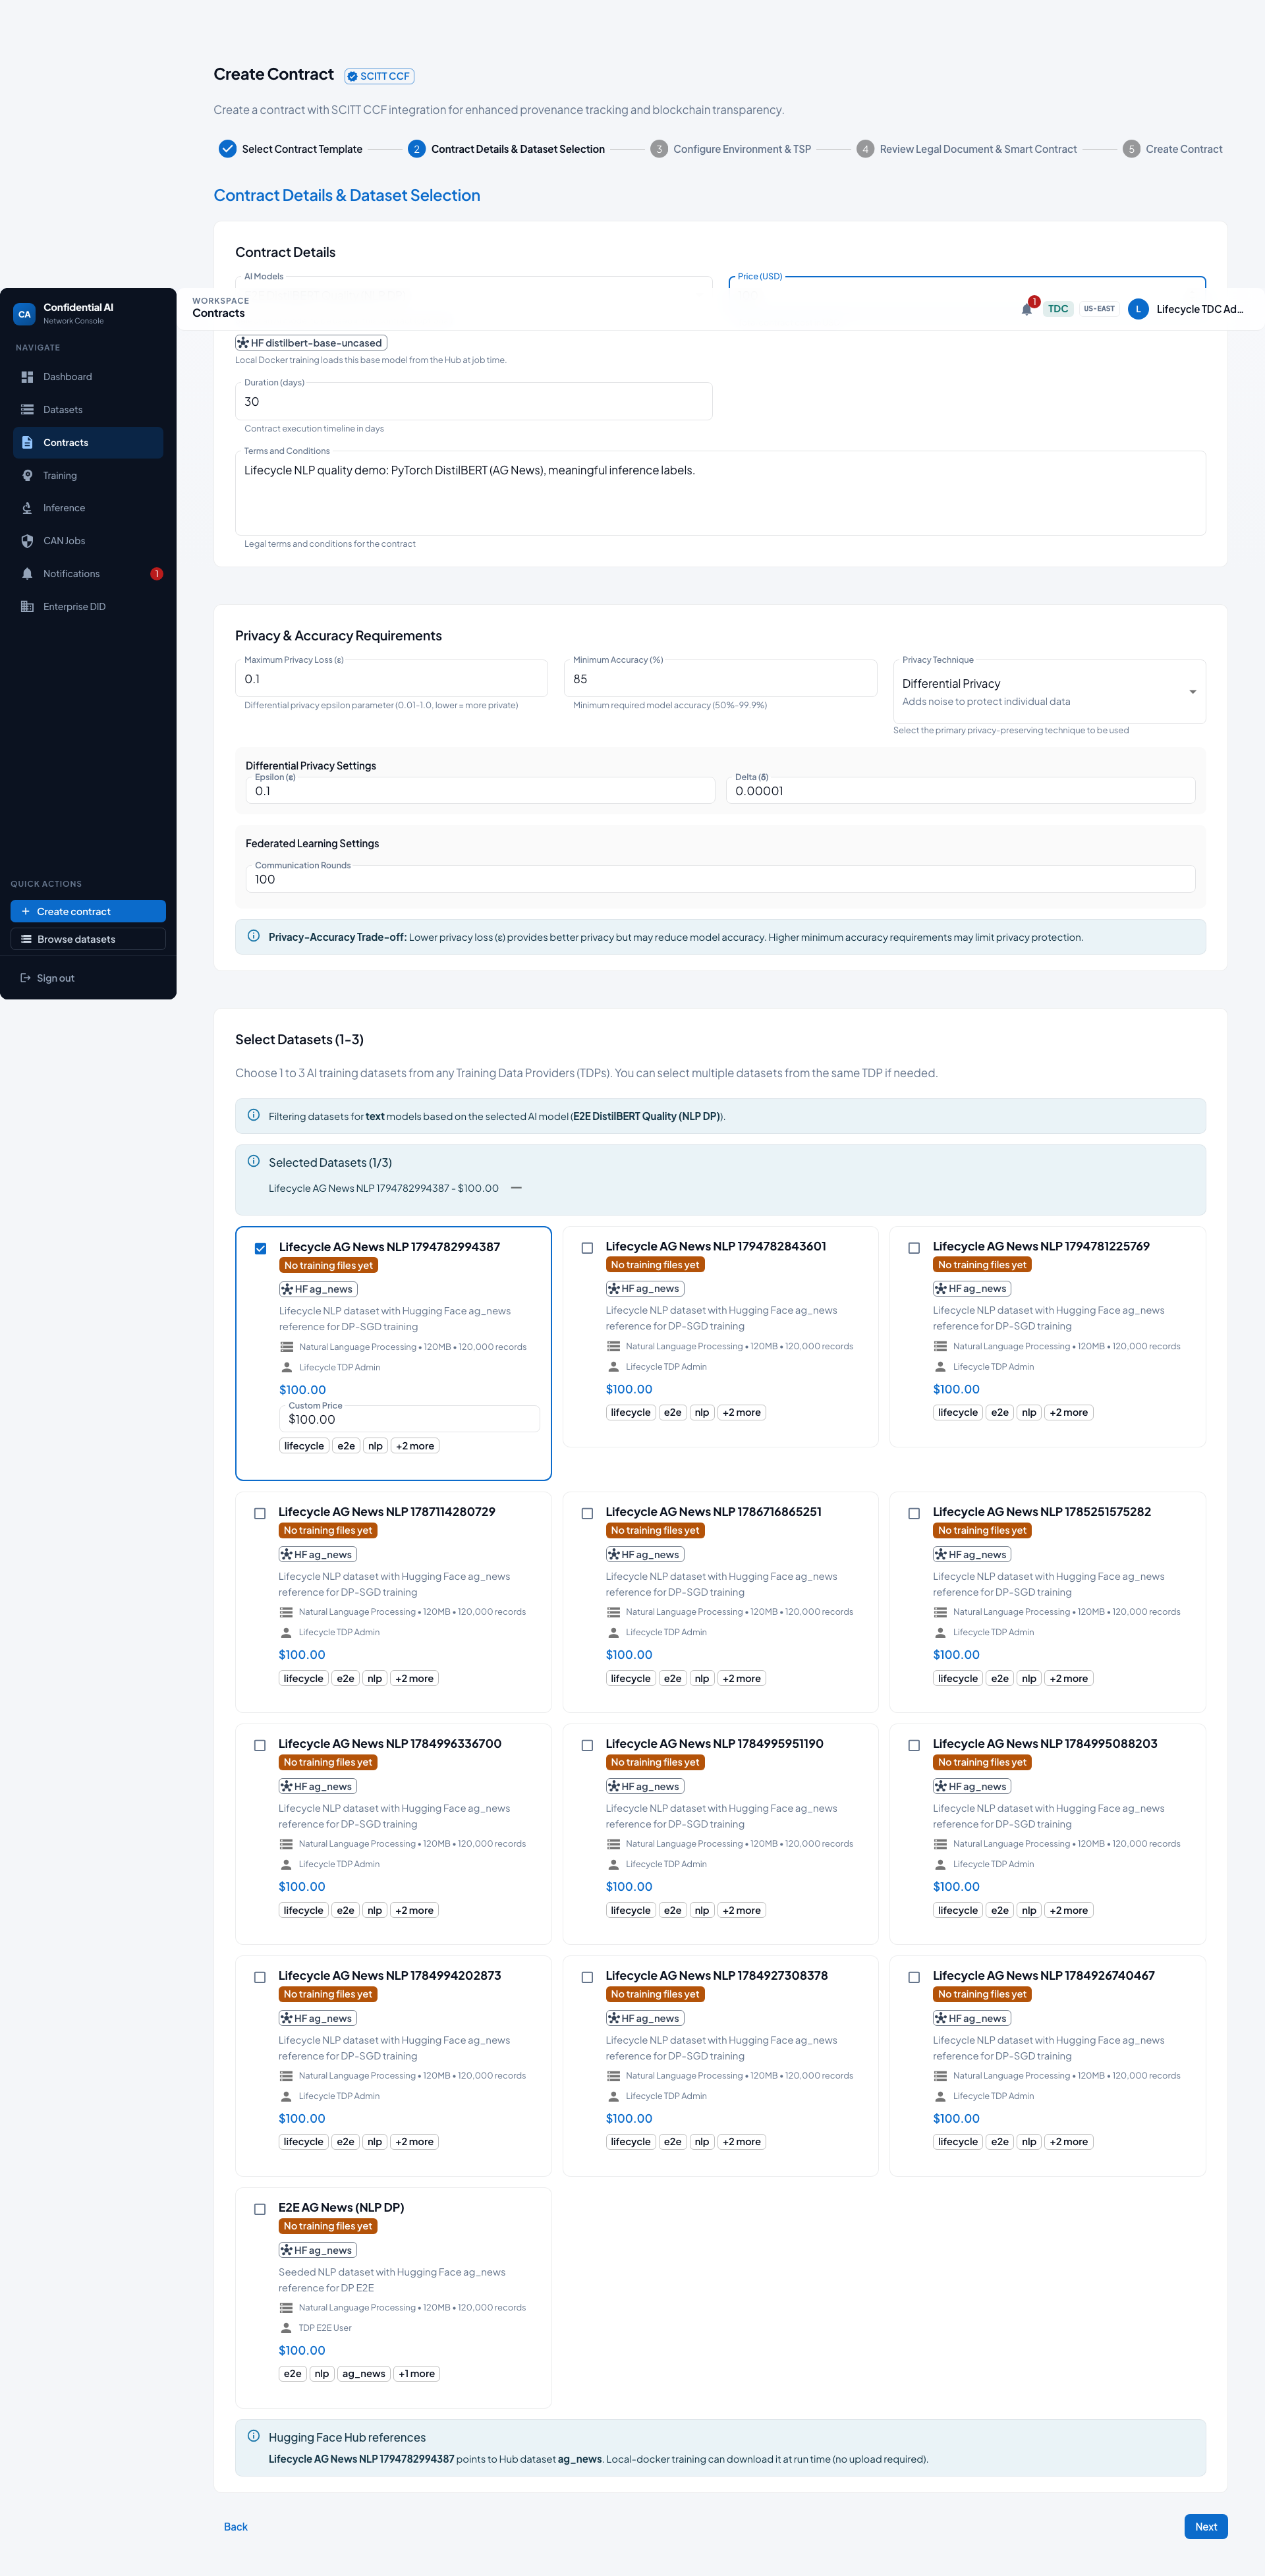 Create Contract
SCITT CCF
Create a contract with SCITT CCF integration for enhanced provenance tracking and blockchain transparency.
Select Contract Template
2 Contract Details & Dataset Selection
3 Configure Environment & TSP
4 Review Legal Document & Smart Contract
5 Create Contract
Contract Details & Dataset Selection
Contract Details
AI Models
Price (USD)
CA
Confidential AI
Network Console
NAVIGATE
Dashboard
Datasets
Contracts
Training
Inference
CAN Jobs
Notifications
1
Enterprise DID
QUICK ACTIONS
+ Create contract
Browse datasets
Sign out
WORKSPACE
Contracts
1
TDC
US-EAST
L
Lifecycle TDC Ad...
HF distilbert-base-uncased
Local Docker training loads this base model from the Hub at job time.
Duration (days)
30
Contract execution timeline in days
Terms and Conditions
Lifecycle NLP quality demo: PyTorch DistilBERT (AG News), meaningful inference labels.
Legal terms and conditions for the contract
Privacy & Accuracy Requirements
Maximum Privacy Loss (ε)
0.1
Differential privacy epsilon parameter (0.01-1.0, lower = more private)
Minimum Accuracy (%)
85
Minimum required model accuracy (50%-99.9%)
Privacy Technique
Differential Privacy
Adds noise to protect individual data
Select the primary privacy-preserving technique to be used
Differential Privacy Settings
Epsilon (ε)
0.1
Delta (δ)
0.00001
Federated Learning Settings
Communication Rounds
100
Privacy-Accuracy Trade-off: Lower privacy loss (ε) provides better privacy but may reduce model accuracy. Higher minimum accuracy requirements may limit privacy protection.
Select Datasets (1-3)
Choose 1 to 3 AI training datasets from any Training Data Providers (TDPs). You can select multiple datasets from the same TDP if needed.
Filtering datasets for text models based on the selected AI model (E2E DistilBERT Quality (NLP DP)).
Selected Datasets (1/3)
Lifecycle AG News NLP 1794782994387 - $100.00
Lifecycle AG News NLP 1794782994387
No training files yet
HF ag_news
Lifecycle NLP dataset with Hugging Face ag_news
reference for DP-SGD training
Natural Language Processing • 120MB • 120,000 records
Lifecycle TDP Admin
$100.00
Custom Price
$100.00
lifecycle e2e nlp +2 more
Lifecycle AG News NLP 1794782843601
No training files yet
HF ag_news
Lifecycle NLP dataset with Hugging Face ag_news
reference for DP-SGD training
Natural Language Processing • 120MB • 120,000 records
Lifecycle TDP Admin
$100.00
lifecycle e2e nlp +2 more
Lifecycle AG News NLP 1794781225769
No training files yet
HF ag_news
Lifecycle NLP dataset with Hugging Face ag_news
reference for DP-SGD training
Natural Language Processing • 120MB • 120,000 records
Lifecycle TDP Admin
$100.00
lifecycle e2e nlp +2 more
Lifecycle AG News NLP 1787114280729
No training files yet
HF ag_news
Lifecycle NLP dataset with Hugging Face ag_news
reference for DP-SGD training
Natural Language Processing • 120MB • 120,000 records
Lifecycle TDP Admin
$100.00
lifecycle e2e nlp +2 more
Lifecycle AG News NLP 1786716865251
No training files yet
HF ag_news
Lifecycle NLP dataset with Hugging Face ag_news
reference for DP-SGD training
Natural Language Processing • 120MB • 120,000 records
Lifecycle TDP Admin
$100.00
lifecycle e2e nlp +2 more
Lifecycle AG News NLP 1785251575282
No training files yet
HF ag_news
Lifecycle NLP dataset with Hugging Face ag_news
reference for DP-SGD training
Natural Language Processing • 120MB • 120,000 records
Lifecycle TDP Admin
$100.00
lifecycle e2e nlp +2 more
Lifecycle AG News NLP 1784996336700
No training files yet
HF ag_news
Lifecycle NLP dataset with Hugging Face ag_news
reference for DP-SGD training
Natural Language Processing • 120MB • 120,000 records
Lifecycle TDP Admin
$100.00
lifecycle e2e nlp +2 more
Lifecycle AG News NLP 1784995951190
No training files yet
HF ag_news
Lifecycle NLP dataset with Hugging Face ag_news
reference for DP-SGD training
Natural Language Processing • 120MB • 120,000 records
Lifecycle TDP Admin
$100.00
lifecycle e2e nlp +2 more
Lifecycle AG News NLP 1784995088203
No training files yet
HF ag_news
Lifecycle NLP dataset with Hugging Face ag_news
reference for DP-SGD training
Natural Language Processing • 120MB • 120,000 records
Lifecycle TDP Admin
$100.00
lifecycle e2e nlp +2 more
Lifecycle AG News NLP 1784994202873
No training files yet
HF ag_news
Lifecycle NLP dataset with Hugging Face ag_news
reference for DP-SGD training
Natural Language Processing • 120MB • 120,000 records
Lifecycle TDP Admin
$100.00
lifecycle e2e nlp +2 more
Lifecycle AG News NLP 1784927308378
No training files yet
HF ag_news
Lifecycle NLP dataset with Hugging Face ag_news
reference for DP-SGD training
Natural Language Processing • 120MB • 120,000 records
Lifecycle TDP Admin
$100.00
lifecycle e2e nlp +2 more
Lifecycle AG News NLP 1784926740467
No training files yet
HF ag_news
Lifecycle NLP dataset with Hugging Face ag_news
reference for DP-SGD training
Natural Language Processing • 120MB • 120,000 records
Lifecycle TDP Admin
$100.00
lifecycle e2e nlp +2 more
E2E AG News (NLP DP)
No training files yet
HF ag_news
Seeded NLP dataset with Hugging Face ag_news
reference for DP E2E
Natural Language Processing • 120MB • 120,000 records
TDP E2E User
$100.00
e2e nlp ag_news +1 more
Hugging Face Hub references
Lifecycle AG News NLP 1794782994387 points to Hub dataset ag_news. Local-docker training can download it at run time (no upload required).
Back
Next